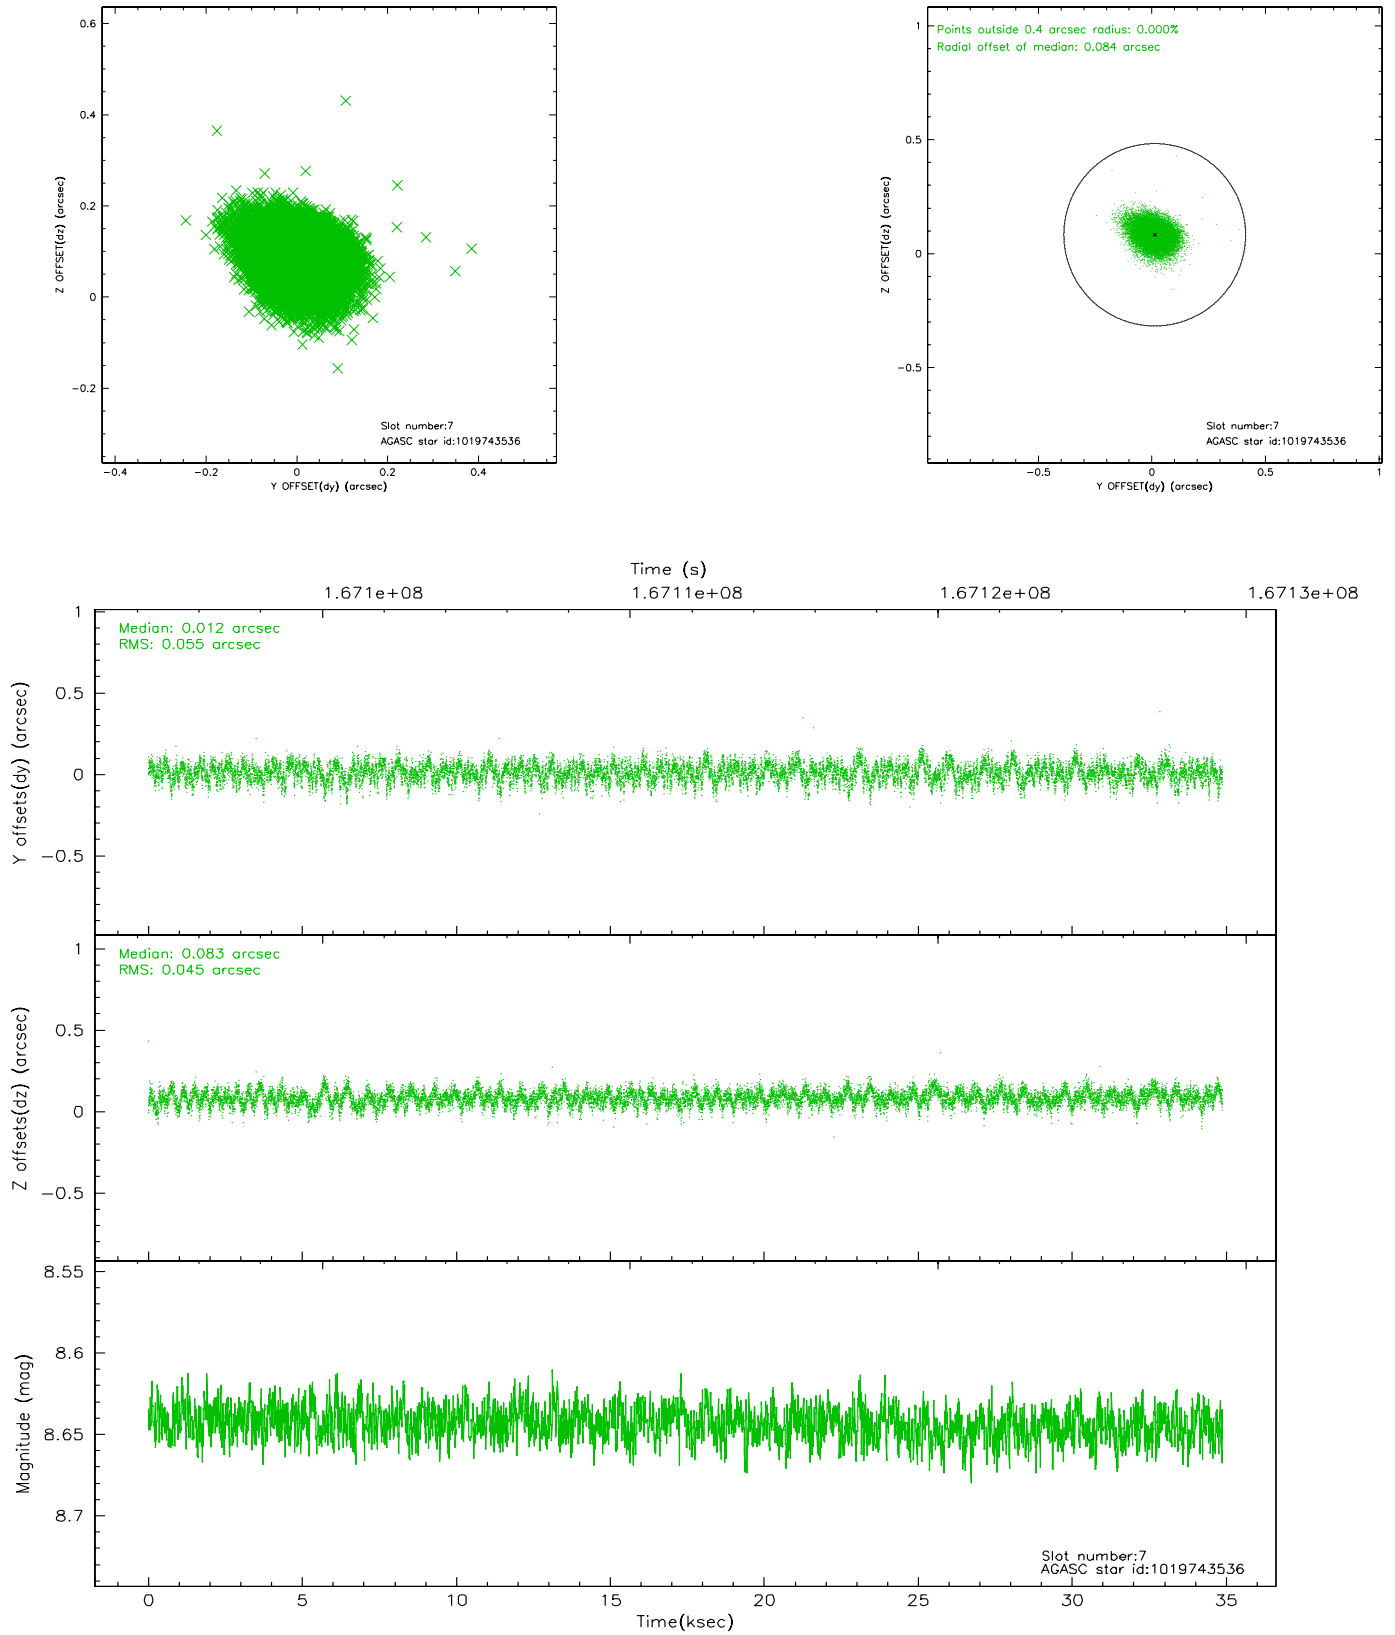 0.6
0.4
0.2
0
−0.2
Z OFFSET(dz) (arcsec)
−0.4
−0.2
0
0.2
0.4
Y OFFSET(dy) (arcsec)
Slot number:7
AGASC star id:1019743536
Points outside 0.4 arcsec radius: 0.000%
Radial offset of median: 0.084 arcsec
1
0.5
0
−0.5
Z OFFSET(dz) (arcsec)
−0.5
0
0.5
1
Y OFFSET(dy) (arcsec)
Slot number:7
AGASC star id:1019743536
Time (s)
1.671e+08
1.6711e+08
1.6712e+08
1.6713e+08
Median: 0.012 arcsec
RMS: 0.055 arcsec
1
0.5
0
−0.5
Y offsets(dy) (arcsec)
Median: 0.083 arcsec
RMS: 0.045 arcsec
1
0.5
0
−0.5
Z offsets(dz) (arcsec)
8.55
8.6
8.65
8.7
Magnitude (mag)
Slot number:7
AGASC star id:1019743536
0
5
10
15
20
25
30
35
Time(ksec)